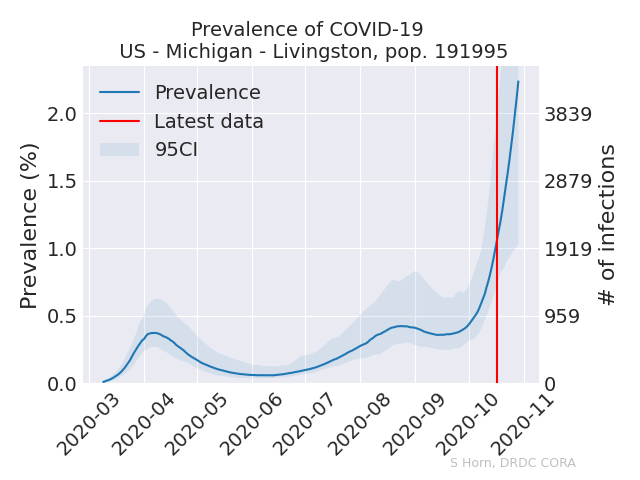 Prevalence of COVID-19
US - Michigan - Livingston, pop. 191995
Prevalence
Latest data
95CI
Prevalence (%)
2.0
1.5
1.0
0.5
0.0
3839
2879
1919
959
0
# of infections
2020-03
2020-04
2020-05
2020-06
2020-07
2020-08
2020-09
2020-10
2020-11
S Horn, DRDC CORA